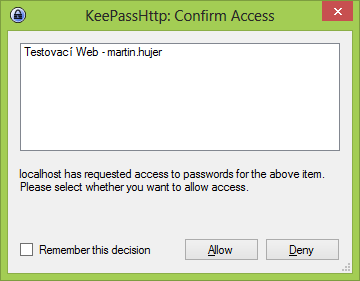 KeePassHttp: Confirm Access
Testovací Web - martin.hujer
localhost has requested access to passwords for the above item.
Please select whether you want to allow access.
Remember this decision
Allow
Deny